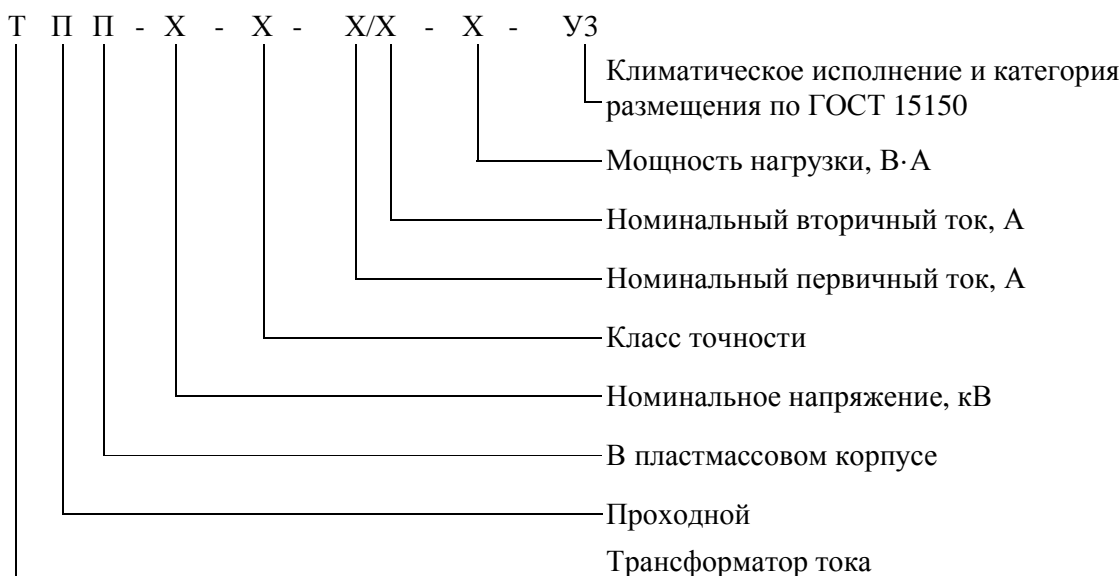 Т П П - Х - Х - Х/Х - Х - У3
Климатическое исполнение и категория
размещения по ГОСТ 15150
Мощность нагрузки, В·А
Номинальный вторичный ток, А
Номинальный первичный ток, А
Класс точности
Номинальное напряжение, кВ
В пластмассовом корпусе
Проходной
Трансформатор тока